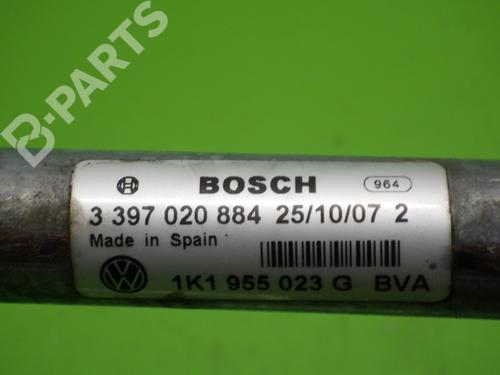 B-PARTS
BOSCH 964
3 397 020 884 25/10/07 2
Made in Spain
1K1 955 023 G BVA